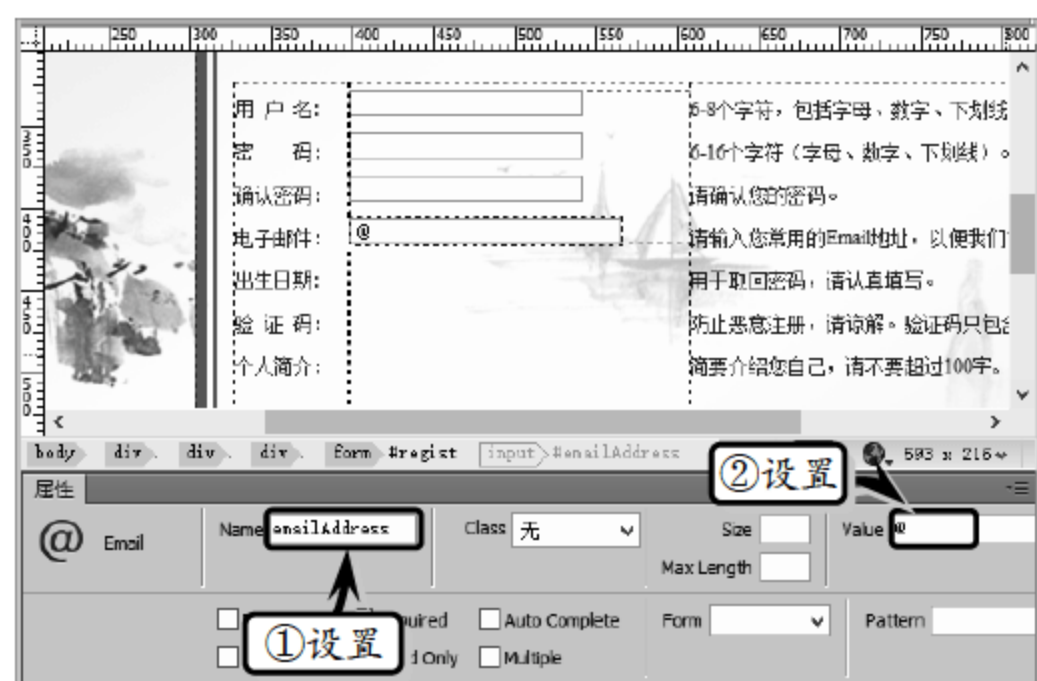 250 300 350 400 450 500 550 600 650 700 750 800
用 户 名: 6-8个字符，包括字母、数字、下划线
密 码: 6-16个字符（字母、数字、下划线）。
确认密码: 请确认您的密码。
电子邮件: @ 请输入您常用的Email地址，以便我们
出生日期: 用于取回密码，请认真填写。
验 证 码: 防止恶意注册，请谅解。验证码只包含
个人简介: 简要介绍您自己，请不要超过100字。
350
400
450
500
body div div div form #regist input #emailAddress 593 x 216
②设置
属性
@ Email Name emailAddress Class 无 Size Value @
Max Length
Auto Complete Form Pattern
①设置
Only Multiple